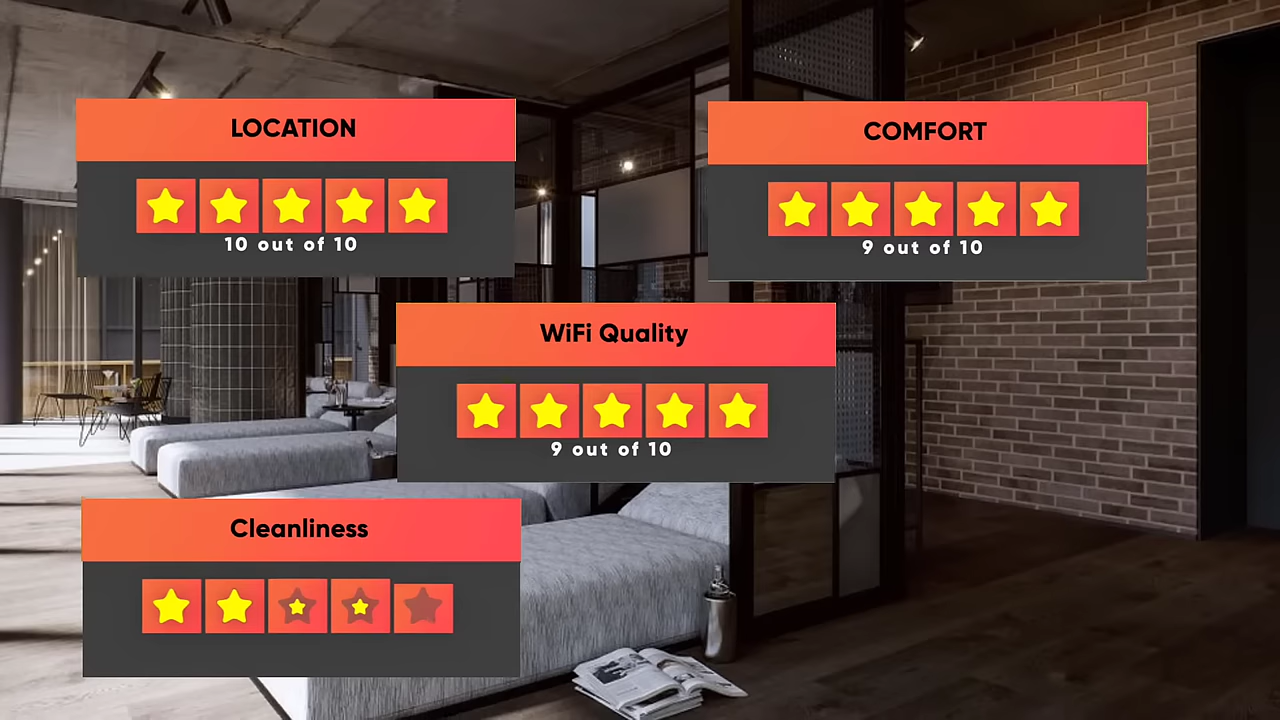 LOCATION
10 out of 10
COMFORT
9 out of 10
WiFi Quality
9 out of 10
Cleanliness